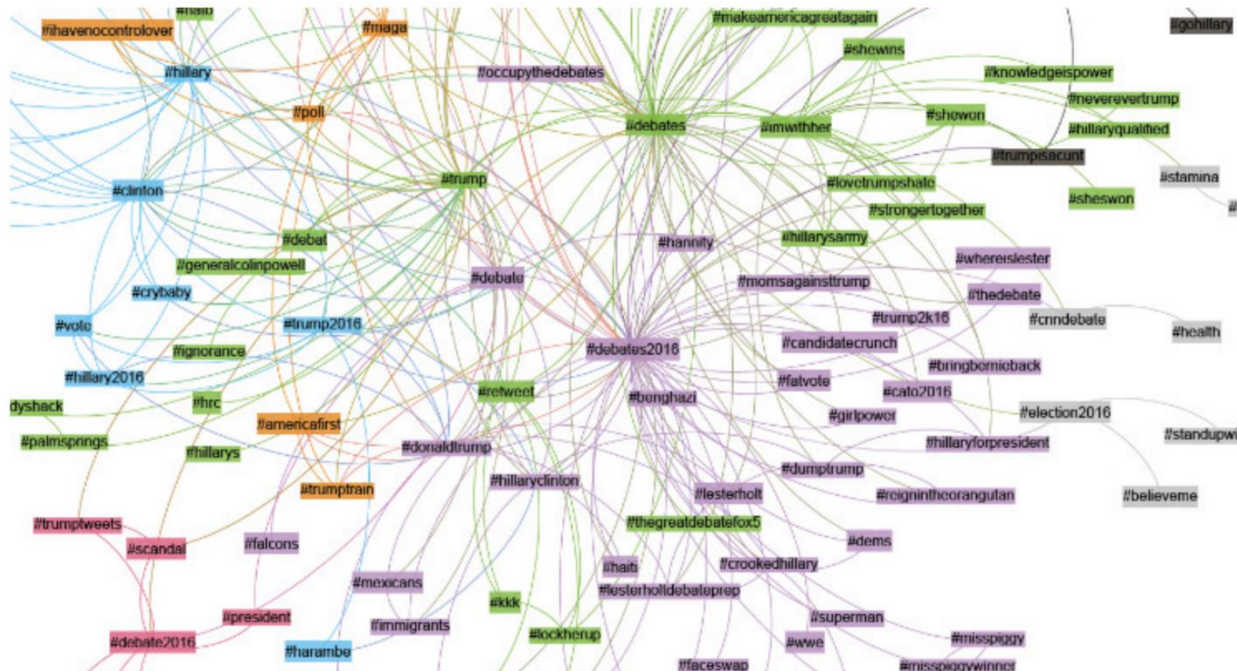 #makeamericagreatagain
#gohillary
#ihavenocontrolover
#maga
#shewins
#hillary
#occupythedebates
#knowledgeispower
#neverevertrump
#poll
#debates
#imwithher
#shewon
#hillaryqualified
#trumpisacunt
#clinton
#trump
#lovetrumpshate
#stamina
#strongertogether
#sheswon
#debat
#hannity
#hillarysarmy
#generalcolinpowell
#whereislester
#debate
#momsagainsttrump
#crybaby
#thedebate
#vote
#trump2016
#trump2k16
#cnndebate
#health
#ignorance
#debates2016
#candidatecrunch
#bringbernieback
#hillary2016
#fatvote
#retweet
#benghazi
#cato2016
dyshack
#hrc
#girlpower
#election2016
#palmsprings
#americafirst
#donaldtrump
#hillaryforpresident
#standupwi
#hillarys
#dumptrump
#hillaryclinton
#trumptrain
#lesterholt
#reignintheorangutan
#believeme
#trumptweets
#thegreatdebatefox5
#scandal
#falcons
#dems
#haiti
#crookedhillary
#mexicans
#lesterholtdebateprep
#kkk
#president
#immigrants
#superman
#debate2016
#lockherup
#wwe
#misspiggy
#harambe
#faceswap
#misspiggywinner